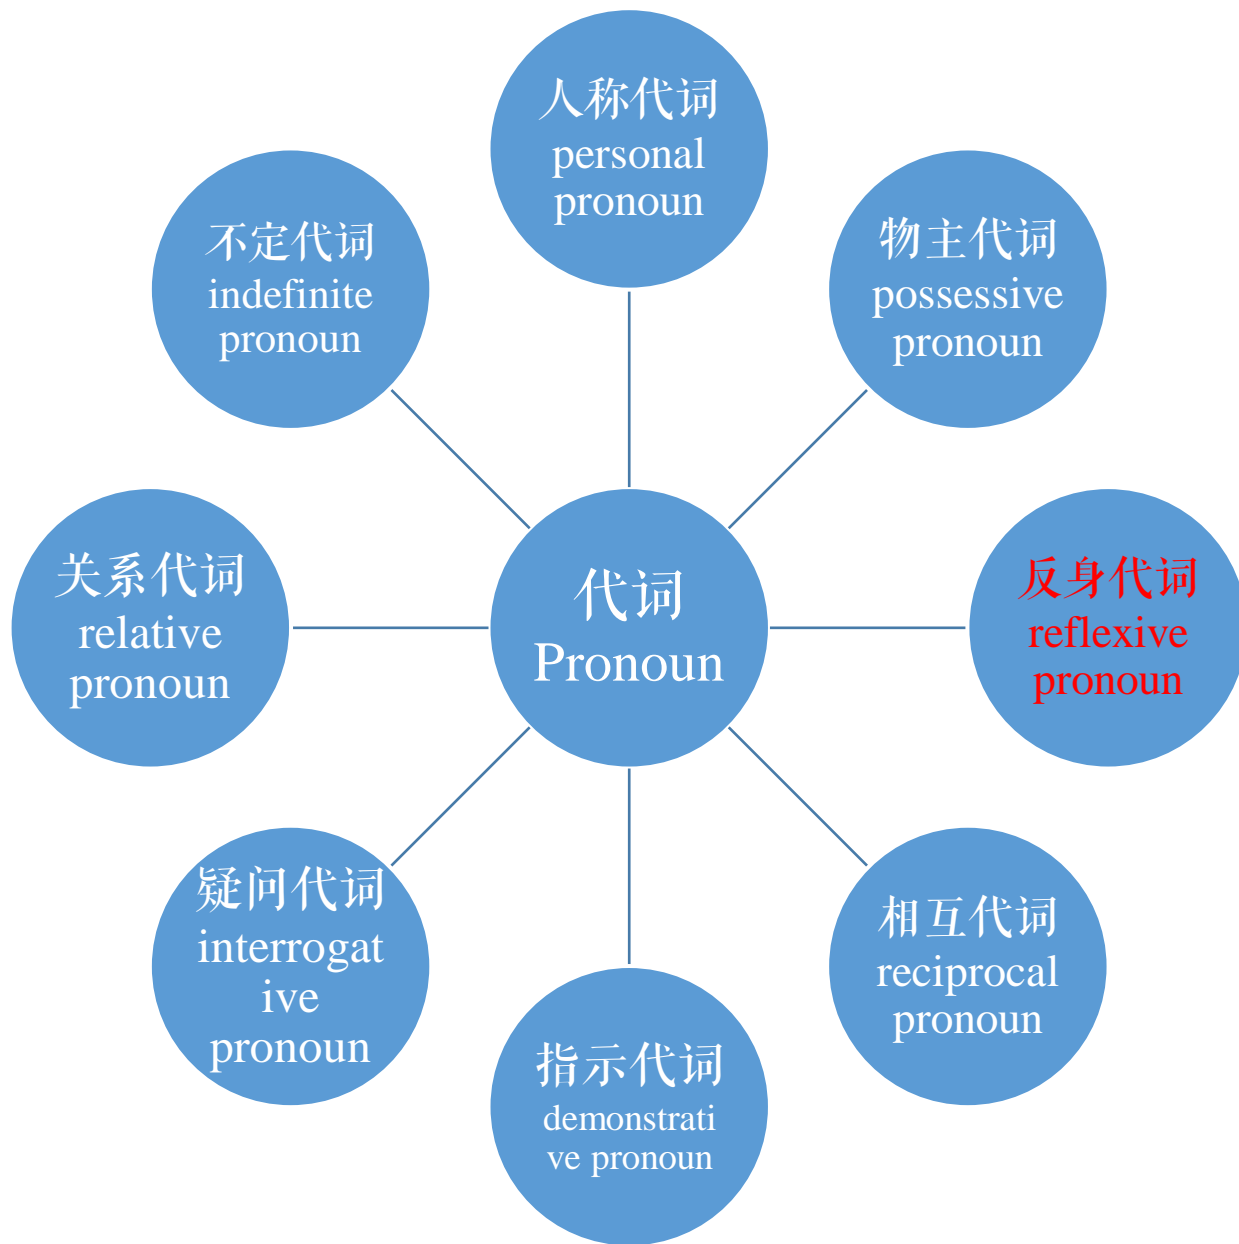 人称代词
personal
pronoun
不定代词
indefinite
pronoun
物主代词
possessive
pronoun
关系代词
relative
pronoun
代词
Pronoun
反身代词
reflexive
pronoun
疑问代词
interrogat
ive
pronoun
相互代词
reciprocal
pronoun
指示代词
demonstrati
ve pronoun